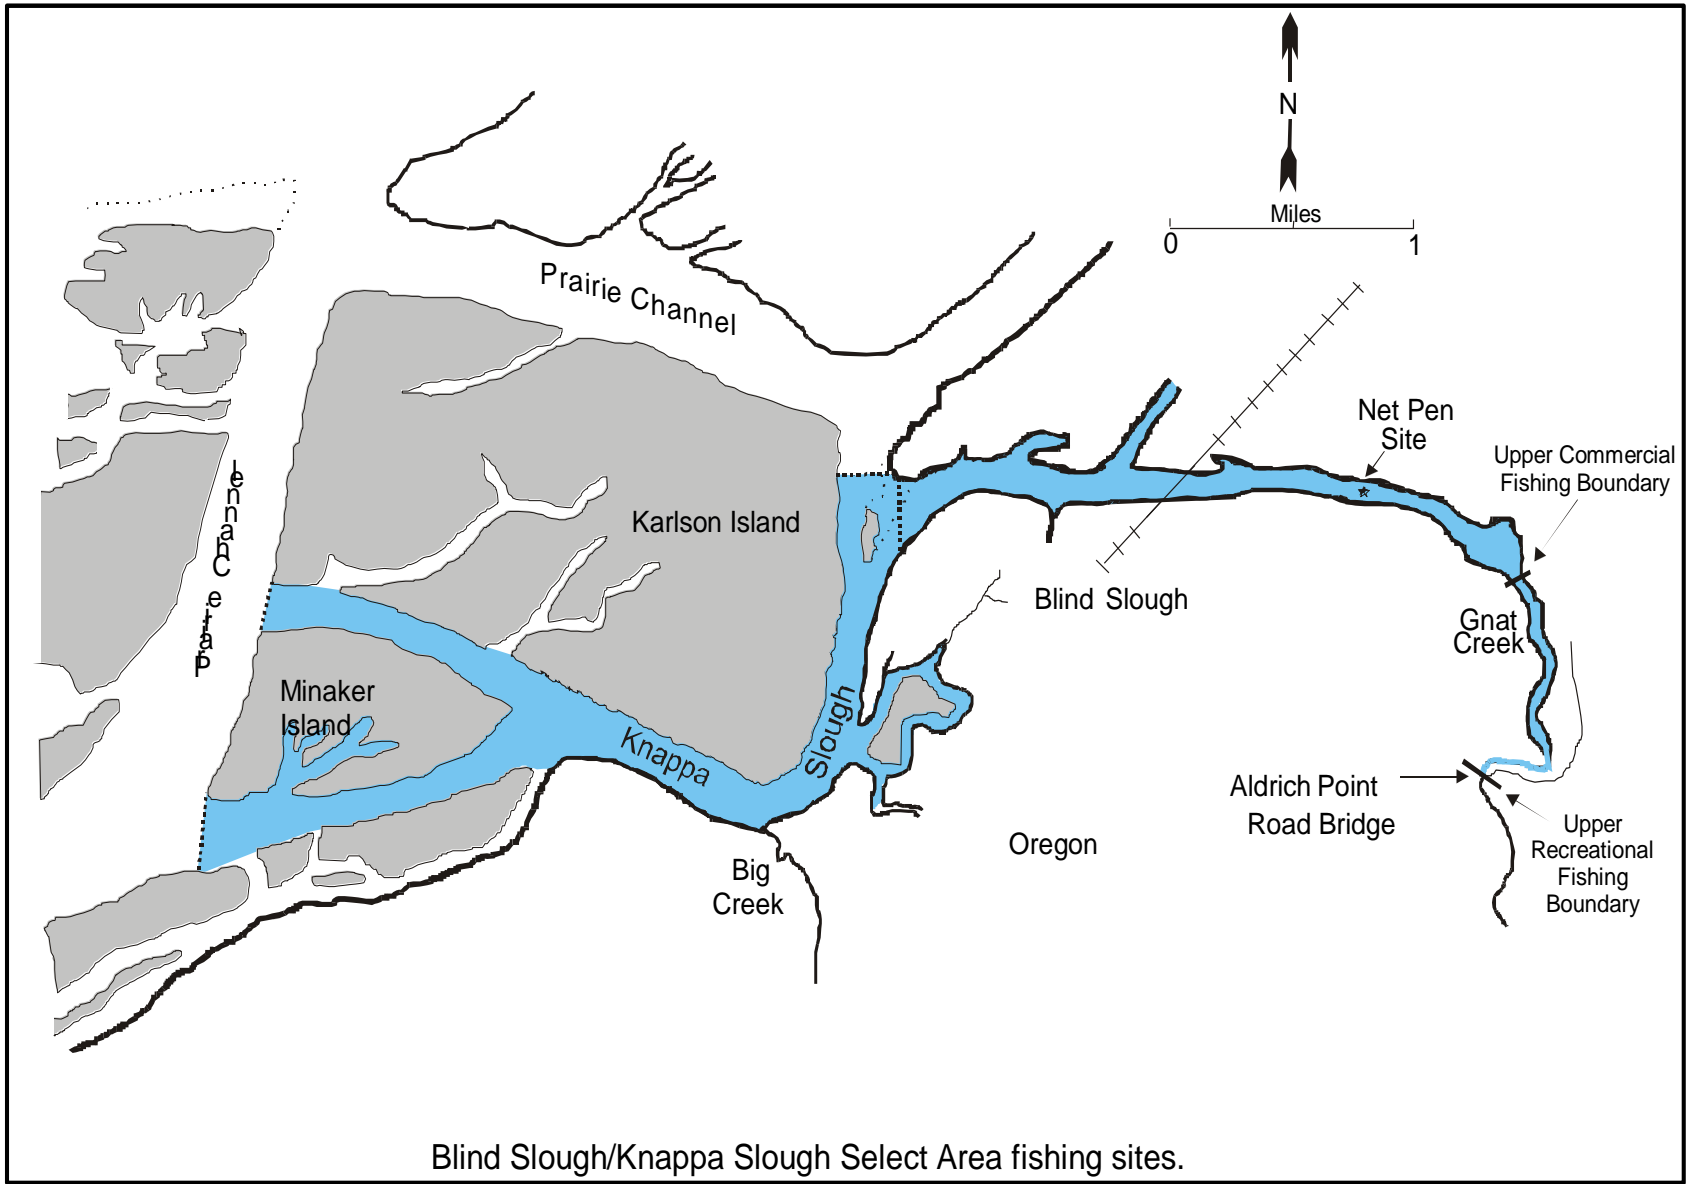 N
Miles
0 1
Prairie Channel
Net Pen
Site
Upper Commercial
Fishing Boundary
Prairie Channel
Karlson Island
Blind Slough
Gnat
Creek
Minaker
Island
Knappa
Slough
Aldrich Point
Road Bridge
Oregon
Upper
Recreational
Fishing
Boundary
Big
Creek
Blind Slough/Knappa Slough Select Area fishing sites.